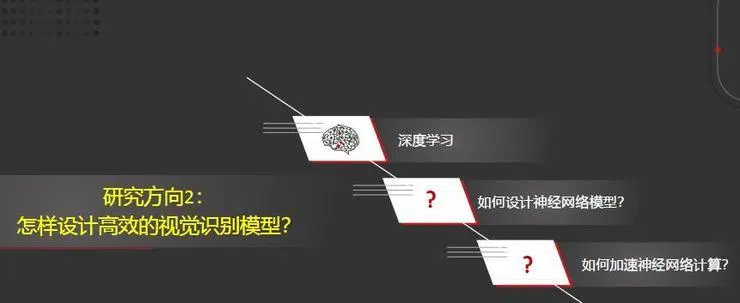 深度学习
研究方向2：
怎样设计高效的视觉识别模型？
?
如何设计神经网络模型?
?
如何加速神经网络计算?